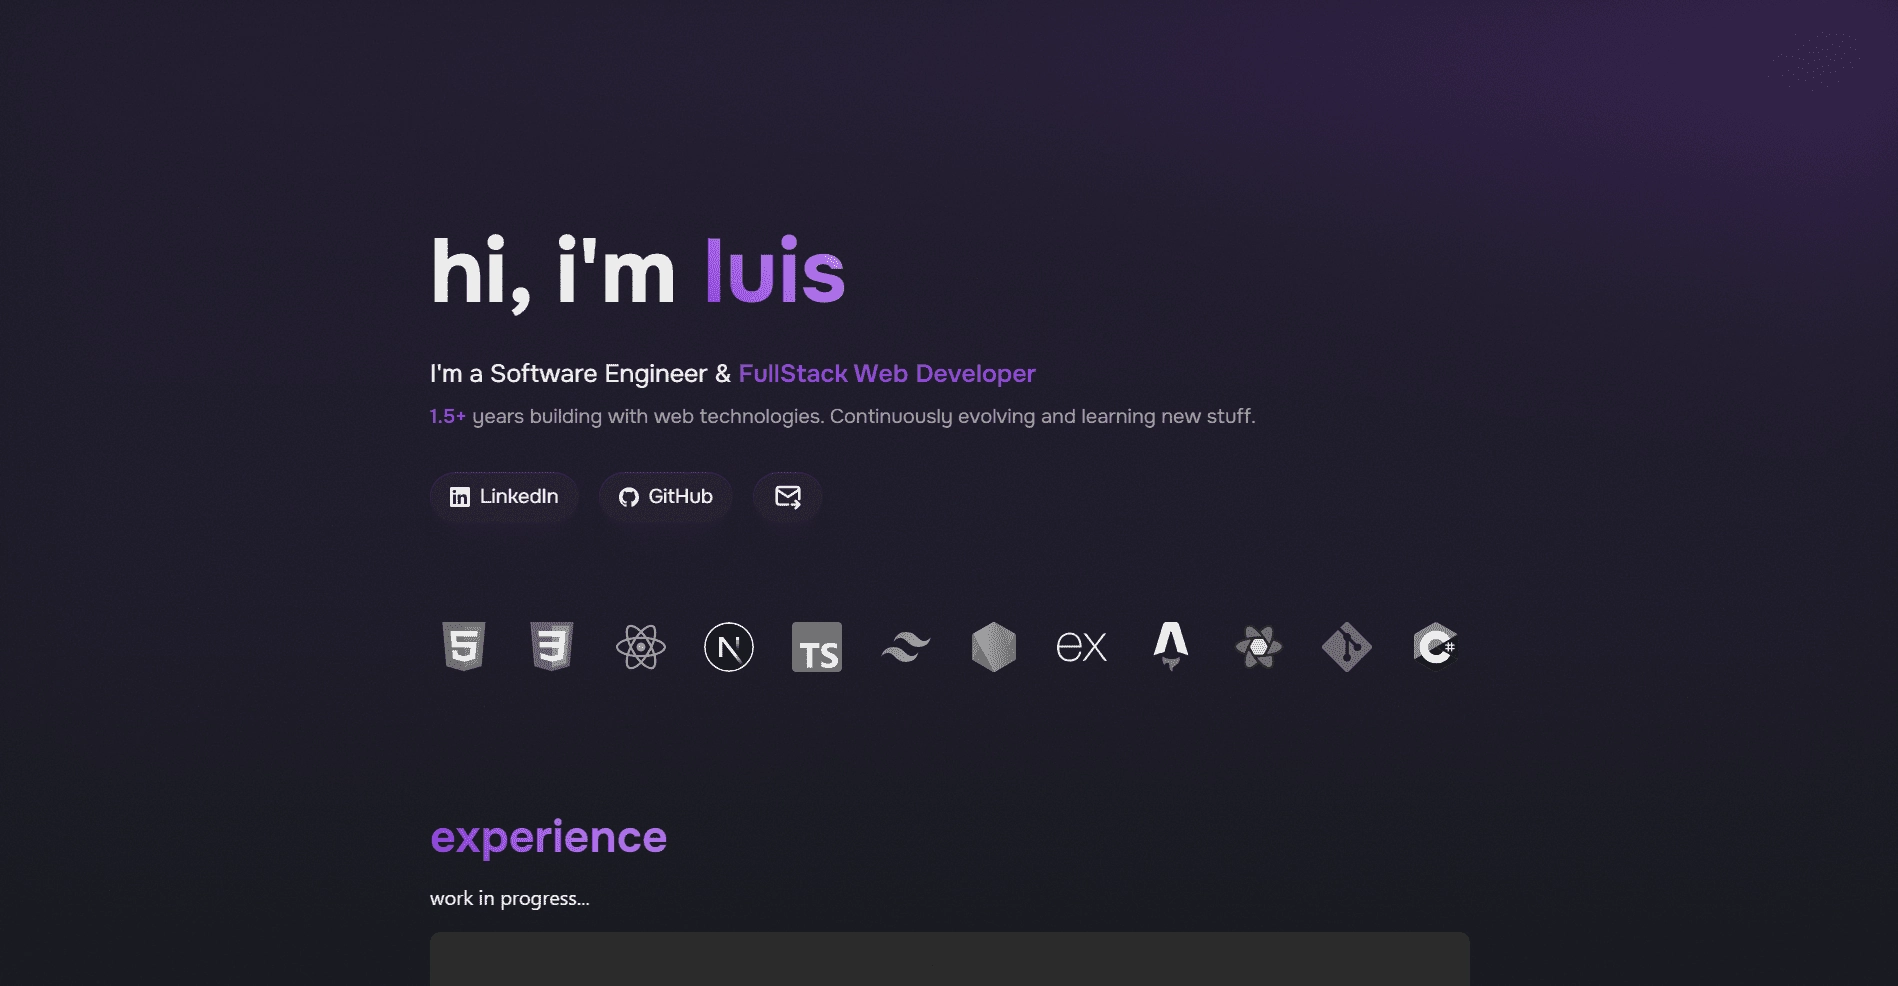 hi, i'm luis
I'm a Software Engineer & FullStack Web Developer
1.5+ years building with web technologies. Continuously evolving and learning new stuff.
LinkedIn GitHub
5 3 N TS ex C#
experience
work in progress...